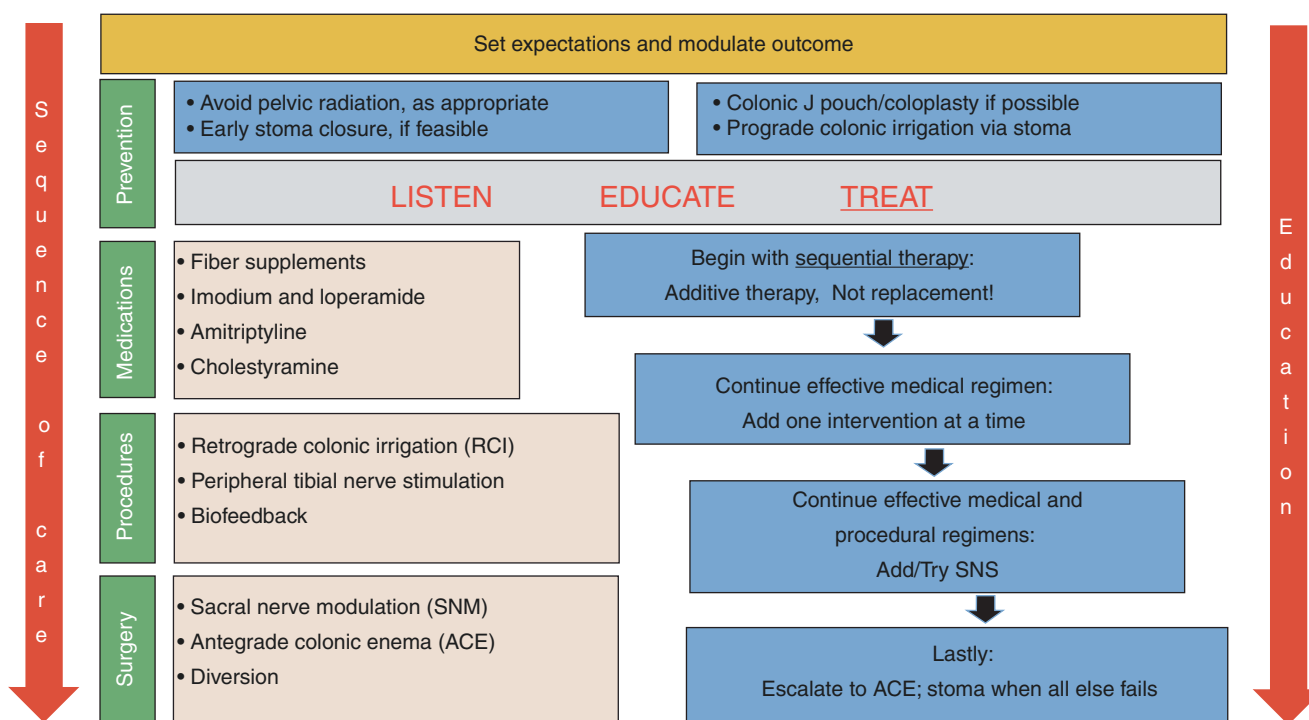 Set expectations and modulate outcome
Sequence of care
Education
Prevention
• Avoid pelvic radiation, as appropriate
• Early stoma closure, if feasible
• Colonic J pouch/coloplasty if possible
• Prograde colonic irrigation via stoma
LISTEN EDUCATE TREAT
Medications
• Fiber supplements
• Imodium and loperamide
• Amitriptyline
• Cholestyramine
Begin with sequential therapy:
Additive therapy, Not replacement!
Continue effective medical regimen:
Add one intervention at a time
Procedures
• Retrograde colonic irrigation (RCI)
• Peripheral tibial nerve stimulation
• Biofeedback
Continue effective medical and
procedural regimens:
Add/Try SNS
Surgery
• Sacral nerve modulation (SNM)
• Antegrade colonic enema (ACE)
• Diversion
Lastly:
Escalate to ACE; stoma when all else fails